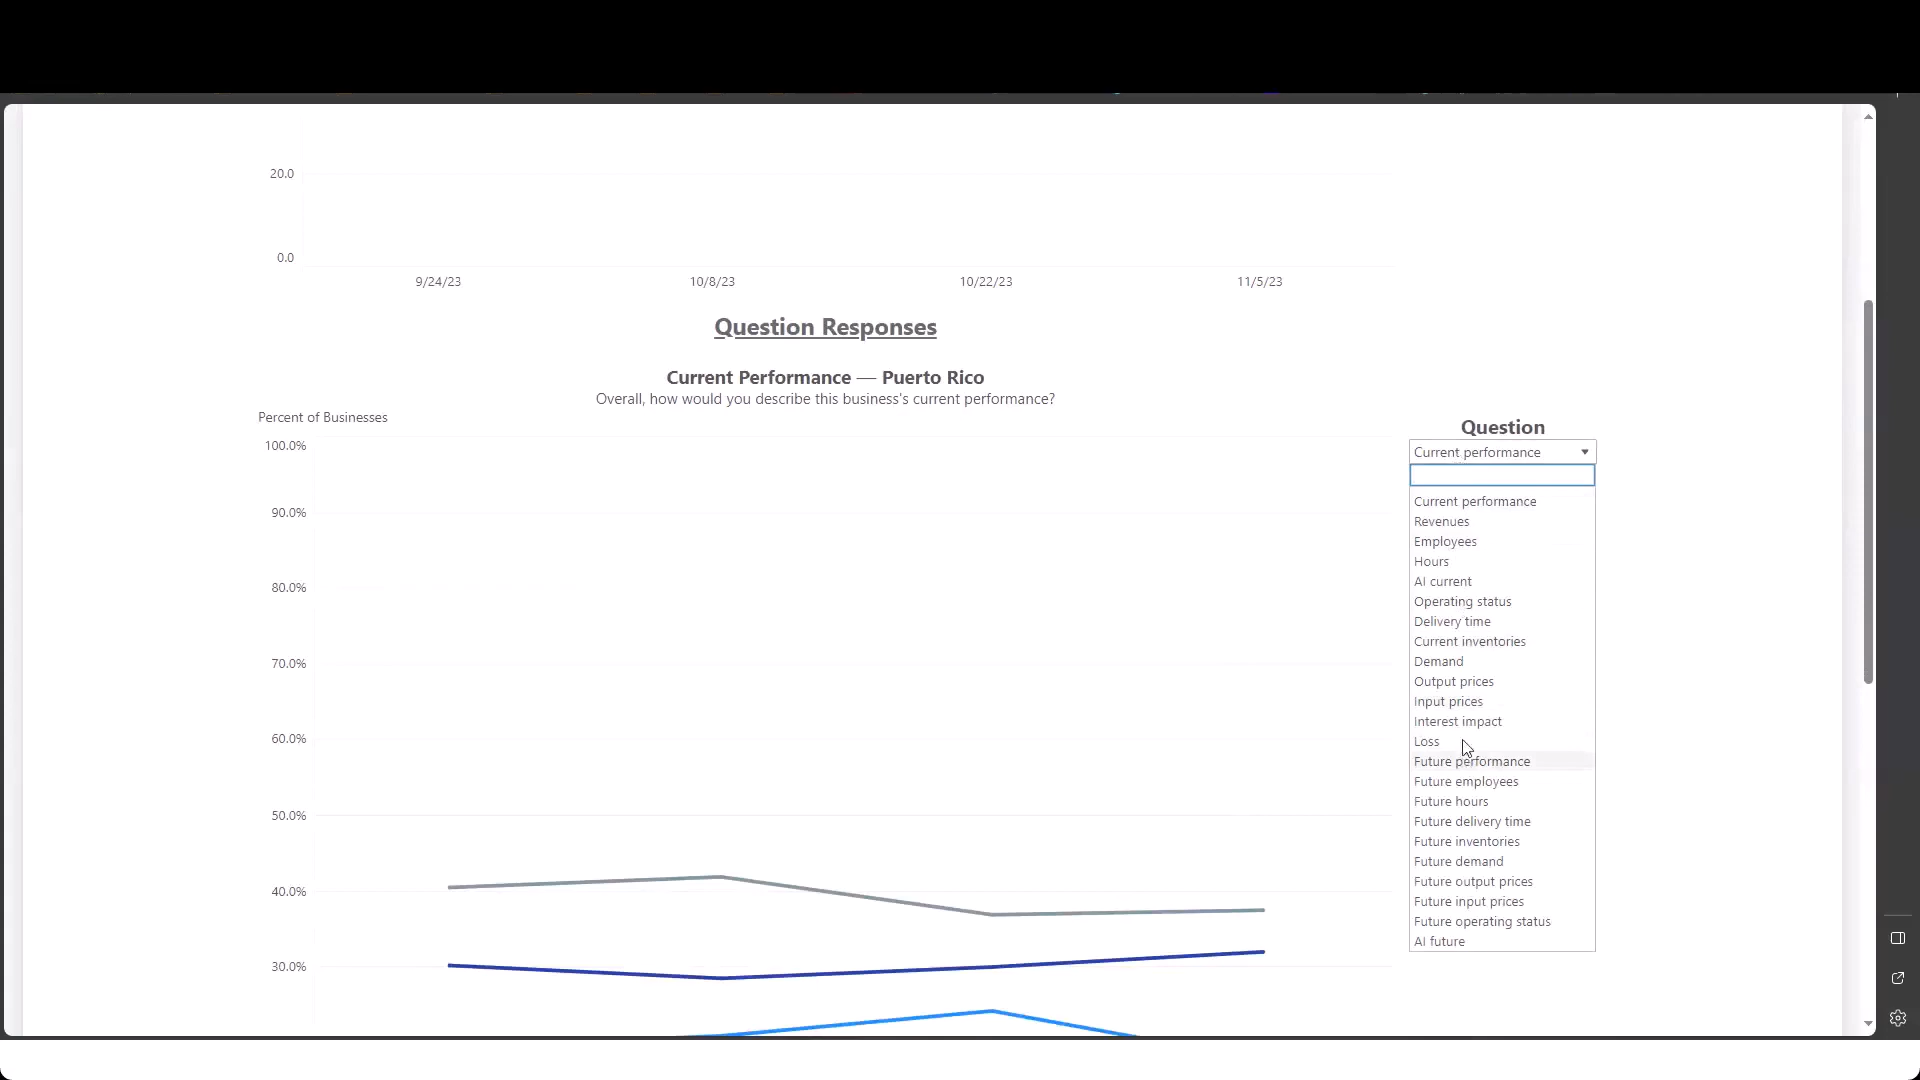 20.0
0.0
9/24/23 10/8/23 10/22/23 11/5/23
Question Responses
Current Performance — Puerto Rico
Overall, how would you describe this business's current performance?
Percent of Businesses
100.0%
90.0%
80.0%
70.0%
60.0%
50.0%
40.0%
30.0%
Question
Current performance
Current performance
Revenues
Employees
Hours
AI current
Operating status
Delivery time
Current inventories
Demand
Output prices
Input prices
Interest impact
Loss
Future performance
Future employees
Future hours
Future delivery time
Future inventories
Future demand
Future output prices
Future input prices
Future operating status
AI future